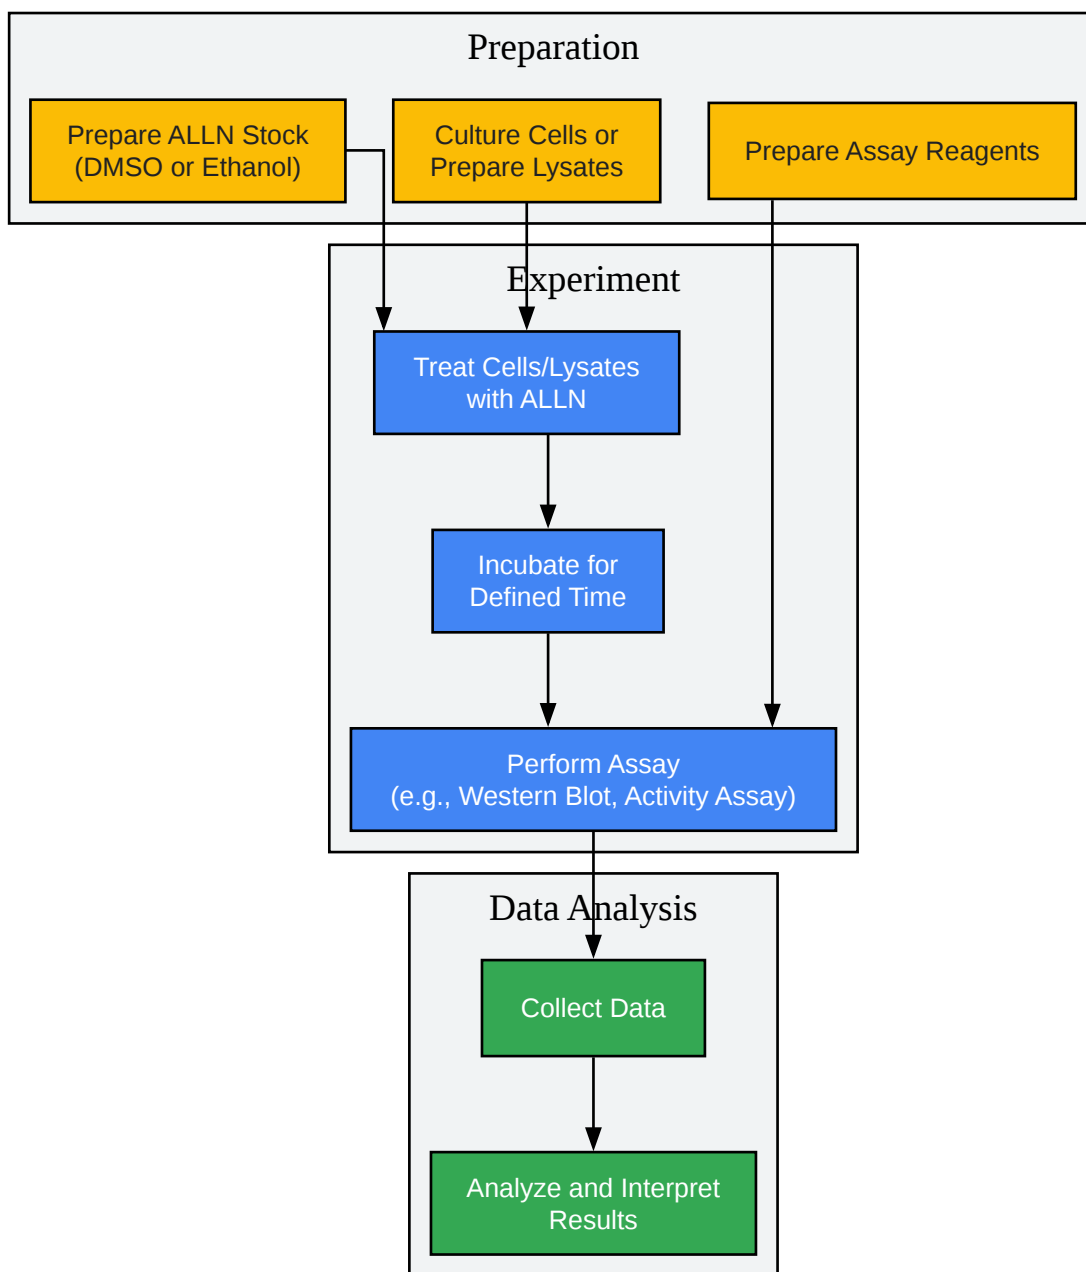 Preparation
Prepare ALLN Stock
(DMSO or Ethanol)
Culture Cells or
Prepare Lysates
Prepare Assay Reagents
Experiment
Treat Cells/Lysates
with ALLN
Incubate for
Defined Time
Perform Assay
(e.g., Western Blot, Activity Assay)
Data Analysis
Collect Data
Analyze and Interpret
Results